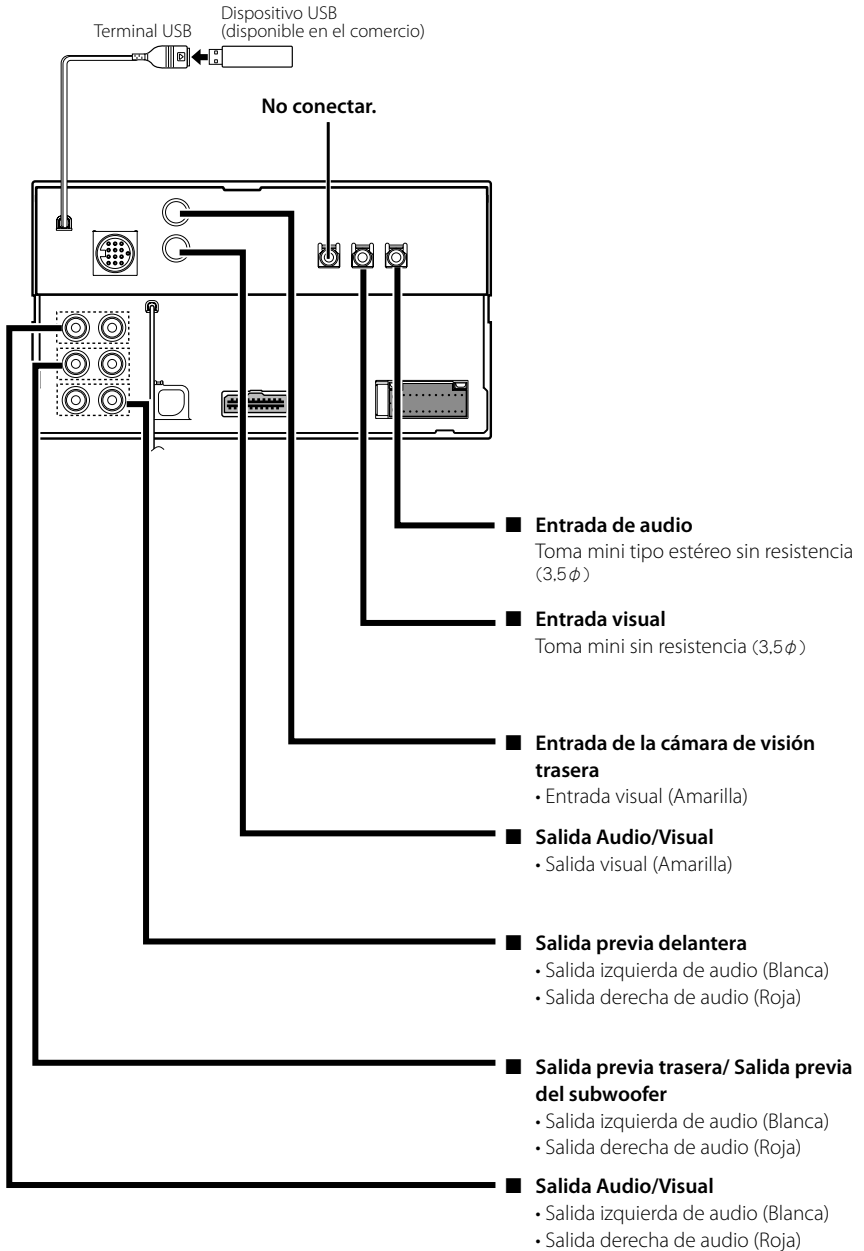 Dispositivo USB
(disponible en el comercio)
Terminal USB
No conectar.
■ Entrada de audio
Toma mini tipo estéreo sin resistencia
(3,5φ)
■ Entrada visual
Toma mini sin resistencia (3,5φ)
■ Entrada de la cámara de visión
trasera
• Entrada visual (Amarilla)
■ Salida Audio/Visual
• Salida visual (Amarilla)
■ Salida previa delantera
• Salida izquierda de audio (Blanca)
• Salida derecha de audio (Roja)
■ Salida previa trasera/ Salida previa
del subwoofer
• Salida izquierda de audio (Blanca)
• Salida derecha de audio (Roja)
■ Salida Audio/Visual
• Salida izquierda de audio (Blanca)
• Salida derecha de audio (Roja)